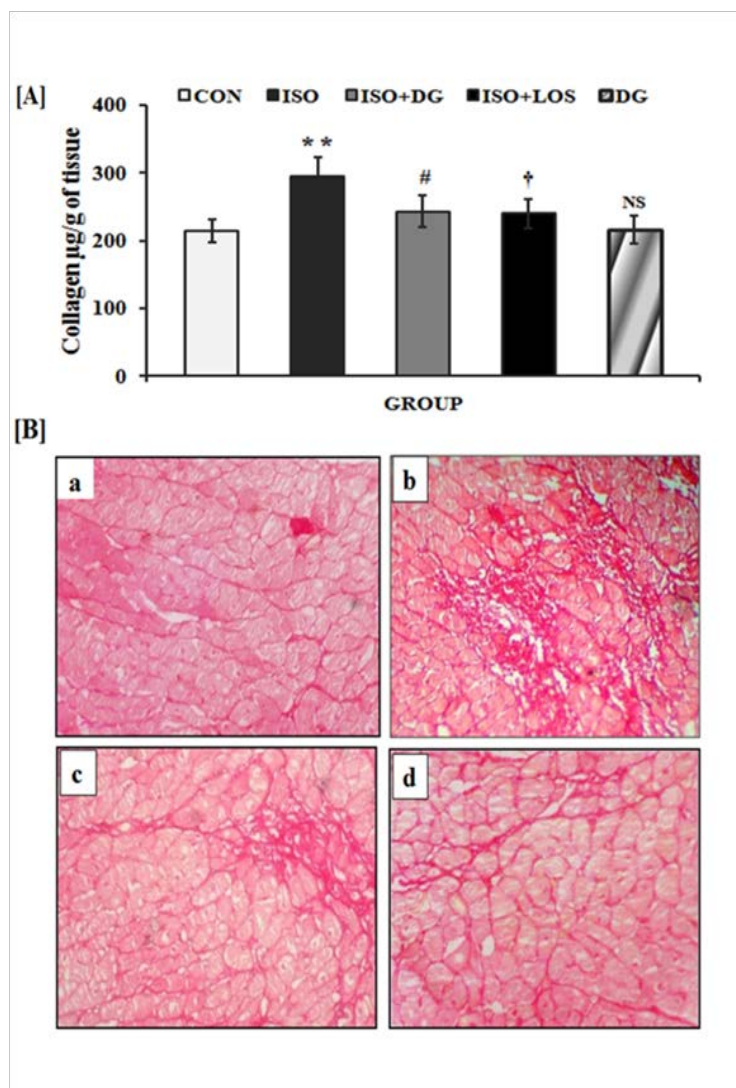 [A]
CON ISO ISO+DG ISO+LOS DG
Collagen µg/g of tissue
400
300
200
100
0
**
#
†
NS
GROUP
[B]
a
b
c
d